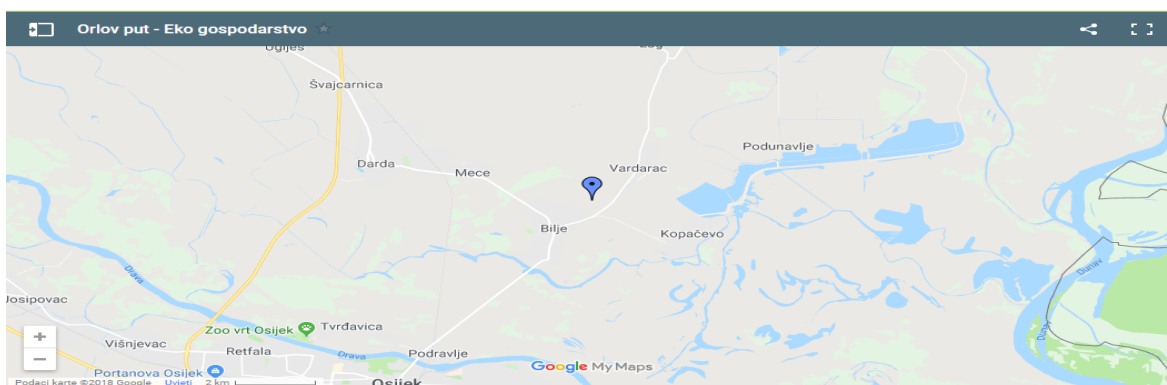 Orlov put - Eko gospodarstvo
Švajcarnica
Podunavlje
Darda
Mece
Vardarac
Bilje
Kopačevo
Drava
Dunav
Josipovac
Zoo vrt Osijek
Tvrđavica
Dunav
Višnjevac
Retfala
Drava
Podravlje
Google My Maps
Portanova Osijek
Osijek
Podaci karte ©2018 Google Uvjeti 2 km